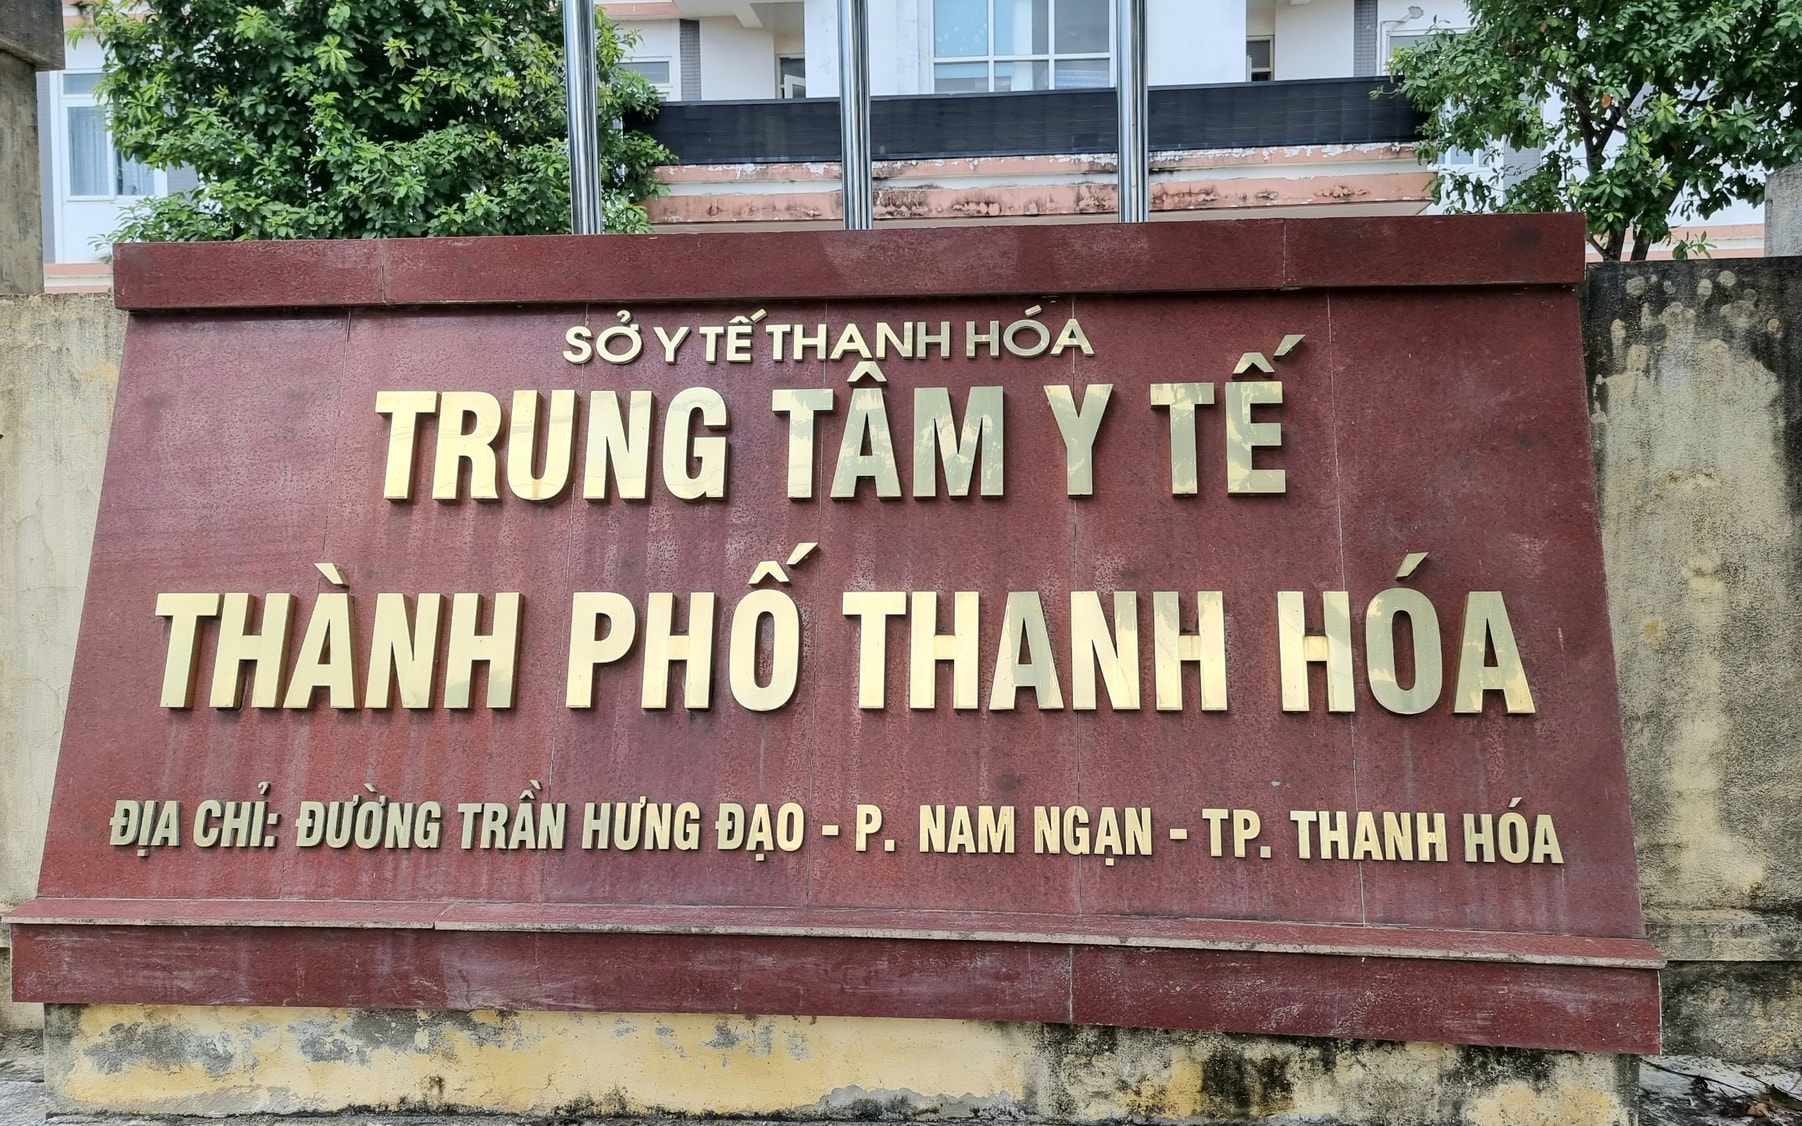 SỞ Y TẾ THANH HÓA
TRUNG TÂM Y TẾ
THÀNH PHỐ THANH HÓA
ĐỊA CHỈ: ĐƯỜNG TRẦN HƯNG ĐẠO - P. NAM NGẠN - TP. THANH HÓA